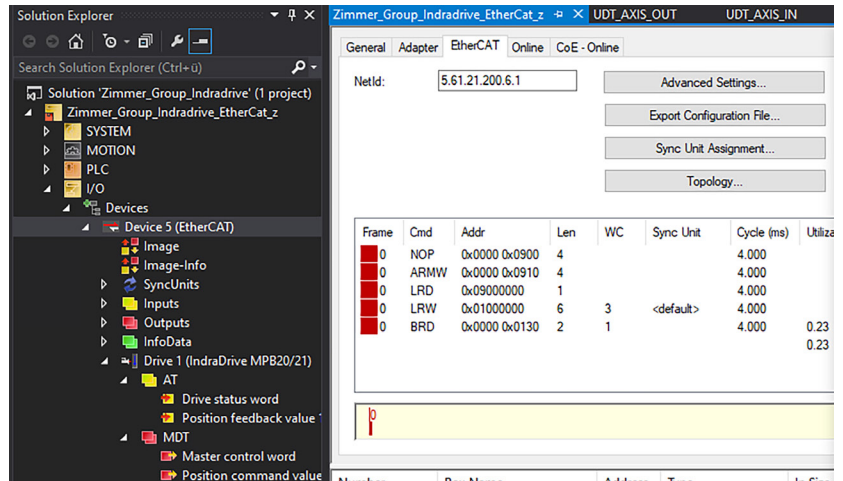 Solution Explorer
Search Solution Explorer (Ctrl+ü)
Solution 'Zimmer_Group_Indradrive' (1 project)
Zimmer_Group_Indradrive_EtherCat_z
SYSTEM
MOTION
PLC
I/O
Devices
Device 5 (EtherCAT)
Image
Image-Info
SyncUnits
Inputs
Outputs
InfoData
Drive 1 (IndraDrive MPB20/21)
AT
Drive status word
Position feedback value
MDT
Master control word
Position command value
Zimmer_Group_Indradrive_EtherCat_z UDT_AXIS_OUT UDT_AXIS_IN
General Adapter EtherCAT Online CoE - Online
NetId: 5.61.21.200.6.1 Advanced Settings...
Export Configuration File...
Sync Unit Assignment...
Topology...
Frame Cmd Addr Len WC Sync Unit Cycle (ms) Utiliza
0 NOP 0x0000 0x0900 4 4.000
0 ARMW 0x0000 0x0910 4 4.000
0 LRD 0x09000000 1 4.000
0 LRW 0x01000000 6 3 <default> 4.000
0 BRD 0x0000 0x0130 2 1 4.000 0.23
0.23
0